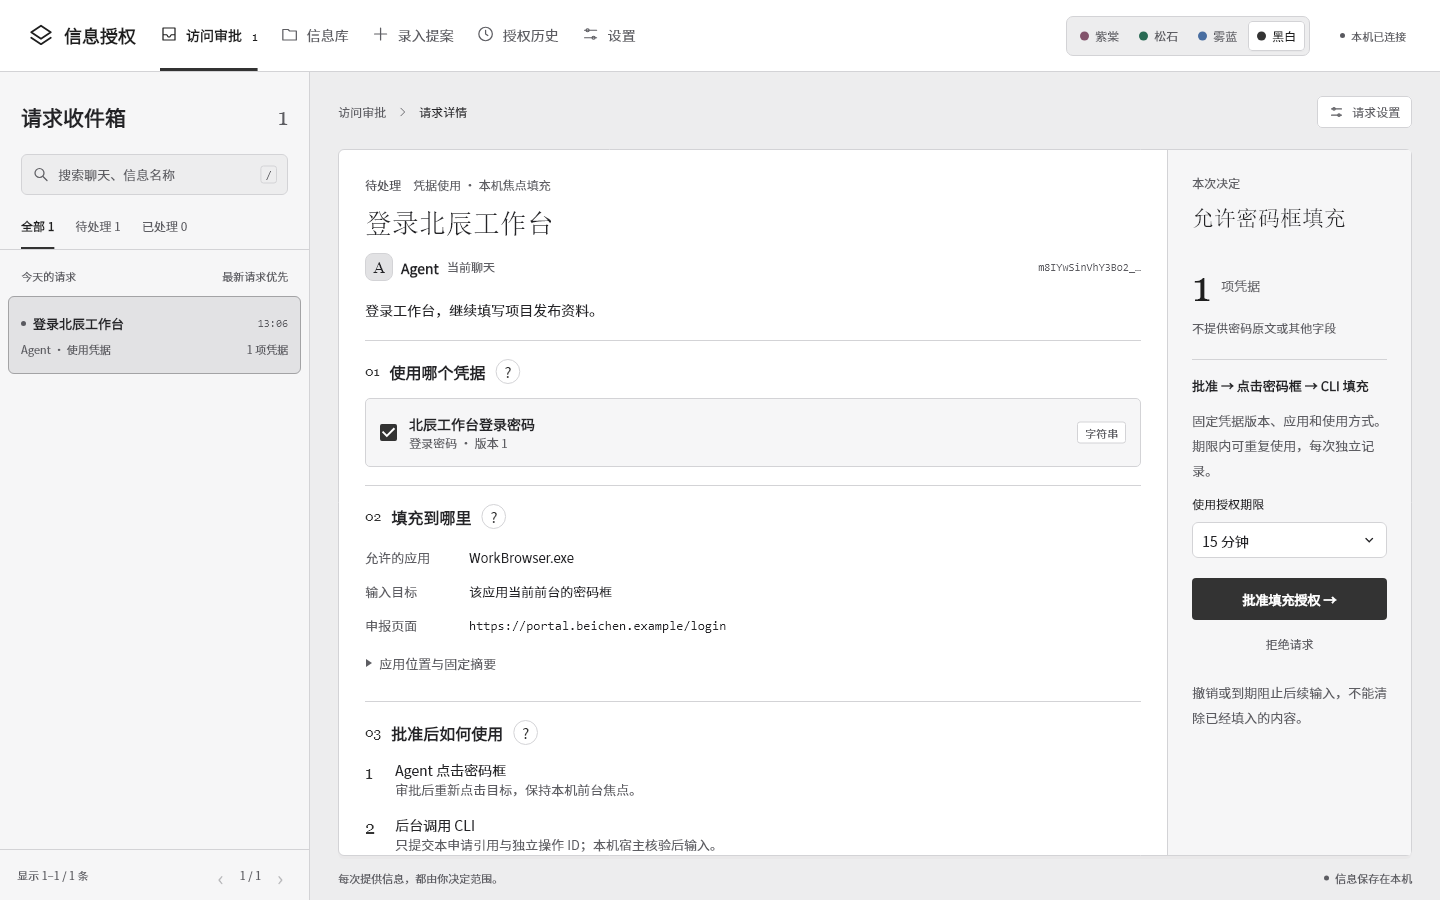 信息授权
访问审批 1
信息库
录入提案
授权历史
设置
紫棠
松石
雾蓝
黑白
本机已连接
请求收件箱 1
搜索聊天、信息名称 /
全部 1 待处理 1 已处理 0
今天的请求 最新请求优先
登录北辰工作台 13:06
Agent · 使用凭据 1 项凭据
显示 1–1 / 1 条 ‹ 1 / 1 ›
访问审批 > 请求详情
请求设置
待处理 凭据使用 · 本机焦点填充
登录北辰工作台
A Agent 当前聊天 m8IYwSinVhY3Bo2_…
登录工作台，继续填写项目发布资料。
01 使用哪个凭据 ?
北辰工作台登录密码
登录密码 · 版本 1
字符串
02 填充到哪里 ?
允许的应用 WorkBrowser.exe
输入目标 该应用当前前台的密码框
申报页面 https://portal.beichen.example/login
应用位置与固定摘要
03 批准后如何使用 ?
1 Agent 点击密码框
审批后重新点击目标，保持本机前台焦点。
2 后台调用 CLI
只提交本申请引用与独立操作 ID；本机宿主核验后输入。
本次决定
允许密码框填充
1 项凭据
不提供密码原文或其他字段
批准 → 点击密码框 → CLI 填充
固定凭据版本、应用和使用方式。
期限内可重复使用，每次独立记
录。
使用授权期限
15 分钟
批准填充授权 →
拒绝请求
撤销或到期阻止后续输入，不能清
除已经填入的内容。
每次提供信息，都由你决定范围。
信息保存在本机